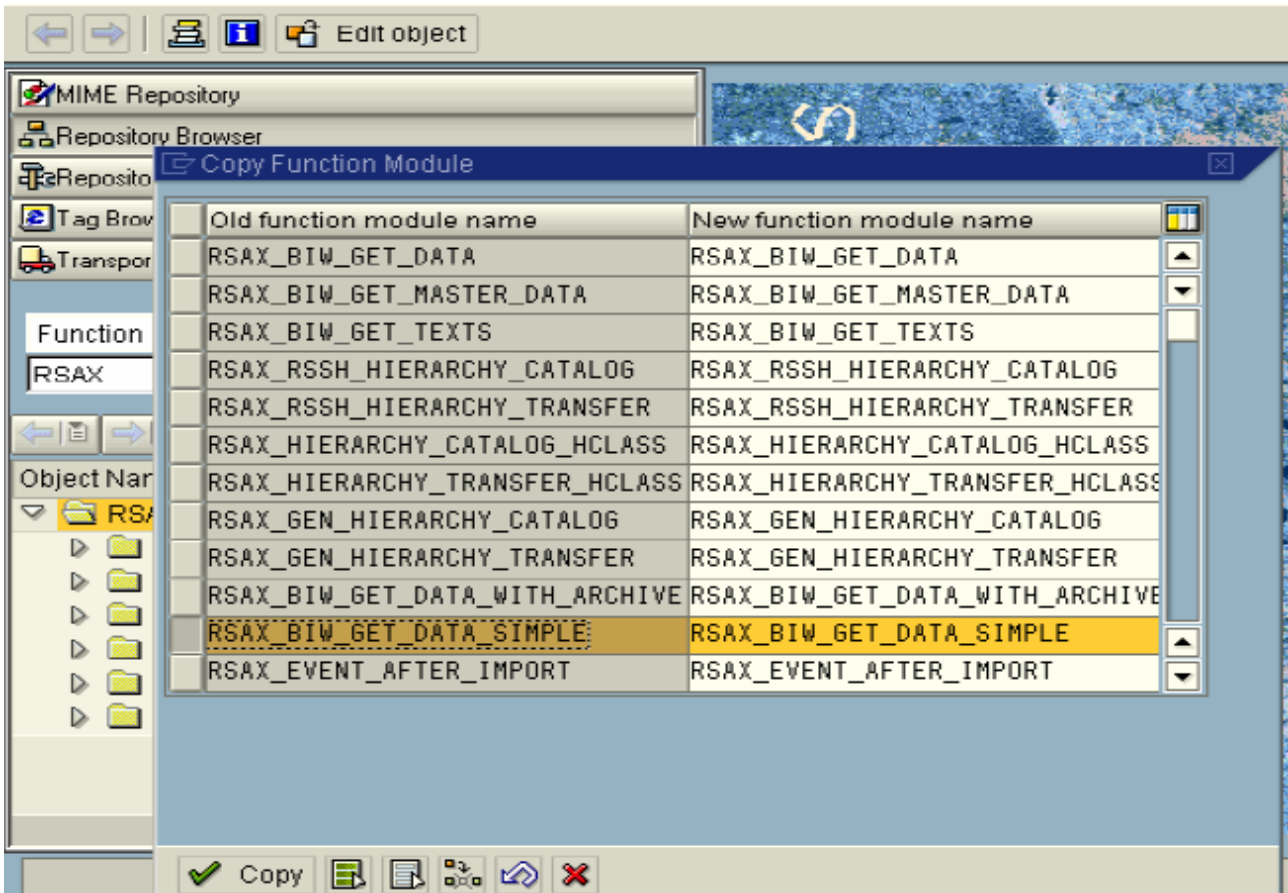 Edit object
MIME Repository
Repository Browser
Reposito
Tag Brow
Transpor
Function
RSAX
Object Nar
RSA
Copy Function Module
Old function module name New function module name
RSAX_BIW_GET_DATA RSAX_BIW_GET_DATA
RSAX_BIW_GET_MASTER_DATA RSAX_BIW_GET_MASTER_DATA
RSAX_BIW_GET_TEXTS RSAX_BIW_GET_TEXTS
RSAX_RSSH_HIERARCHY_CATALOG RSAX_RSSH_HIERARCHY_CATALOG
RSAX_RSSH_HIERARCHY_TRANSFER RSAX_RSSH_HIERARCHY_TRANSFER
RSAX_HIERARCHY_CATALOG_HCLASS RSAX_HIERARCHY_CATALOG_HCLASS
RSAX_HIERARCHY_TRANSFER_HCLASS RSAX_HIERARCHY_TRANSFER_HCLASS
RSAX_GEN_HIERARCHY_CATALOG RSAX_GEN_HIERARCHY_CATALOG
RSAX_GEN_HIERARCHY_TRANSFER RSAX_GEN_HIERARCHY_TRANSFER
RSAX_BIW_GET_DATA_WITH_ARCHIVE RSAX_BIW_GET_DATA_WITH_ARCHIVE
RSAX_BIW_GET_DATA_SIMPLE RSAX_BIW_GET_DATA_SIMPLE
RSAX_EVENT_AFTER_IMPORT RSAX_EVENT_AFTER_IMPORT
Copy